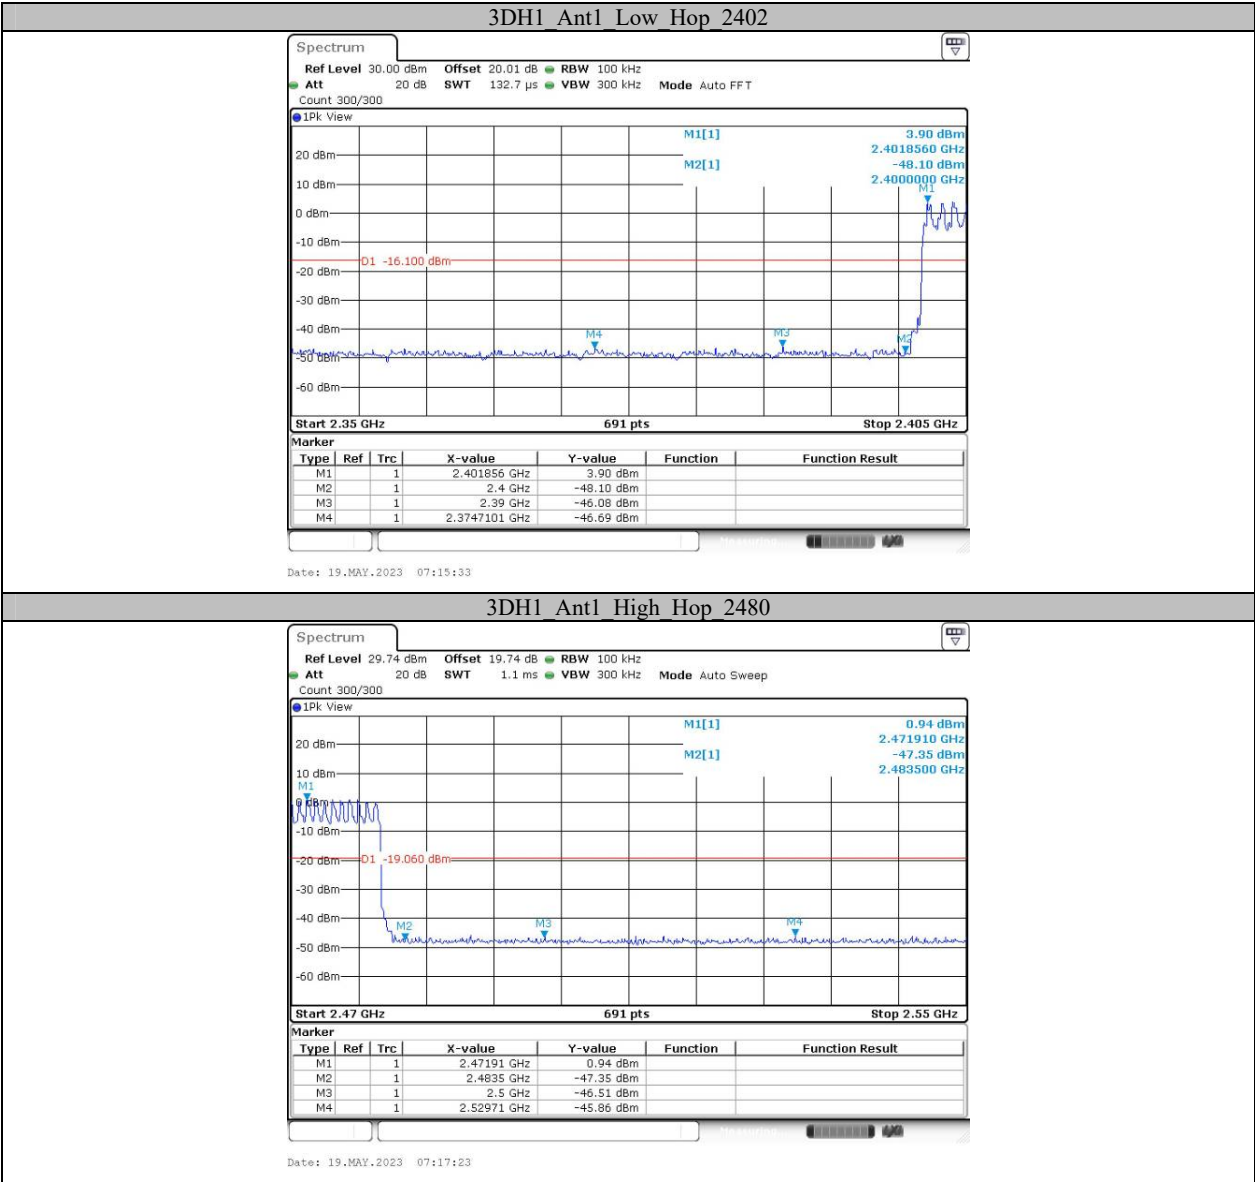 3DH1_Ant1_Low_Hop_2402
Spectrum
Ref Level 30.00 dBm Offset 20.01 dB RBW 100 kHz
Att 20 dB SWT 132.7 µs VBW 300 kHz Mode Auto FFT
Count 300/300
1Pk View
M1[1] 3.90 dBm
2.4018560 GHz
M2[1] -48.10 dBm
2.4000000 GHz
M1
20 dBm
10 dBm
0 dBm
-10 dBm
D1 -16.100 dBm
-20 dBm
-30 dBm
-40 dBm
M4 M3 M2
-50 dBm
-60 dBm
Start 2.35 GHz 691 pts Stop 2.405 GHz
Marker
Type Ref Trc X-value Y-value Function Function Result
M1 1 2.401856 GHz 3.90 dBm
M2 1 2.4 GHz -48.10 dBm
M3 1 2.39 GHz -46.08 dBm
M4 1 2.3747101 GHz -46.69 dBm
Measuring
Date: 19.MAY.2023 07:15:33
3DH1_Ant1_High_Hop_2480
Spectrum
Ref Level 29.74 dBm Offset 19.74 dB RBW 100 kHz
Att 20 dB SWT 1.1 ms VBW 300 kHz Mode Auto Sweep
Count 300/300
1Pk View
M1[1] 0.94 dBm
2.471910 GHz
M2[1] -47.35 dBm
2.483500 GHz
20 dBm
10 dBm
M1
0 dBm
-10 dBm
-20 dBm D1 -19.060 dBm
-30 dBm
-40 dBm
M2 M3 M4
-50 dBm
-60 dBm
Start 2.47 GHz 691 pts Stop 2.55 GHz
Marker
Type Ref Trc X-value Y-value Function Function Result
M1 1 2.47191 GHz 0.94 dBm
M2 1 2.4835 GHz -47.35 dBm
M3 1 2.5 GHz -46.51 dBm
M4 1 2.52971 GHz -45.86 dBm
Measuring
Date: 19.MAY.2023 07:17:23